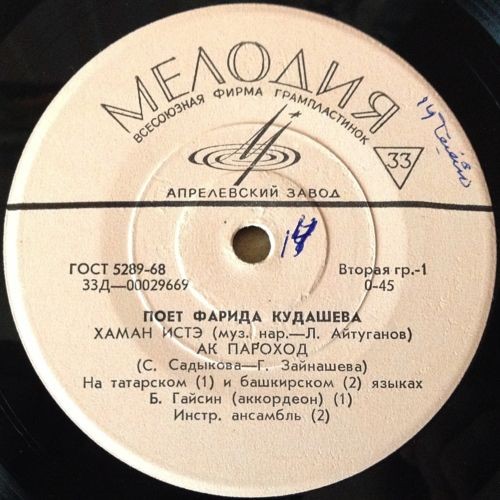 МЕЛОДИЯ
ВСЕСОЮЗНАЯ ФИРМА ГРАМПЛАСТИНОК
33
АПРЕЛЕВСКИЙ ЗАВОД
14
ГОСТ 5289-68
Вторая гр.-1
33Д—00029669
0-45
ПОЕТ ФАРИДА КУДАШЕВА
ХАМАН ИСТЭ (муз. нар.—Л. Айтуганов)
АК ПАРОХОД
(С. Садыкова—Г. Зайнашева)
На татарском (1) и башкирском (2) языках
Б. Гайсин (аккордеон) (1)
Инстр. ансамбль (2)